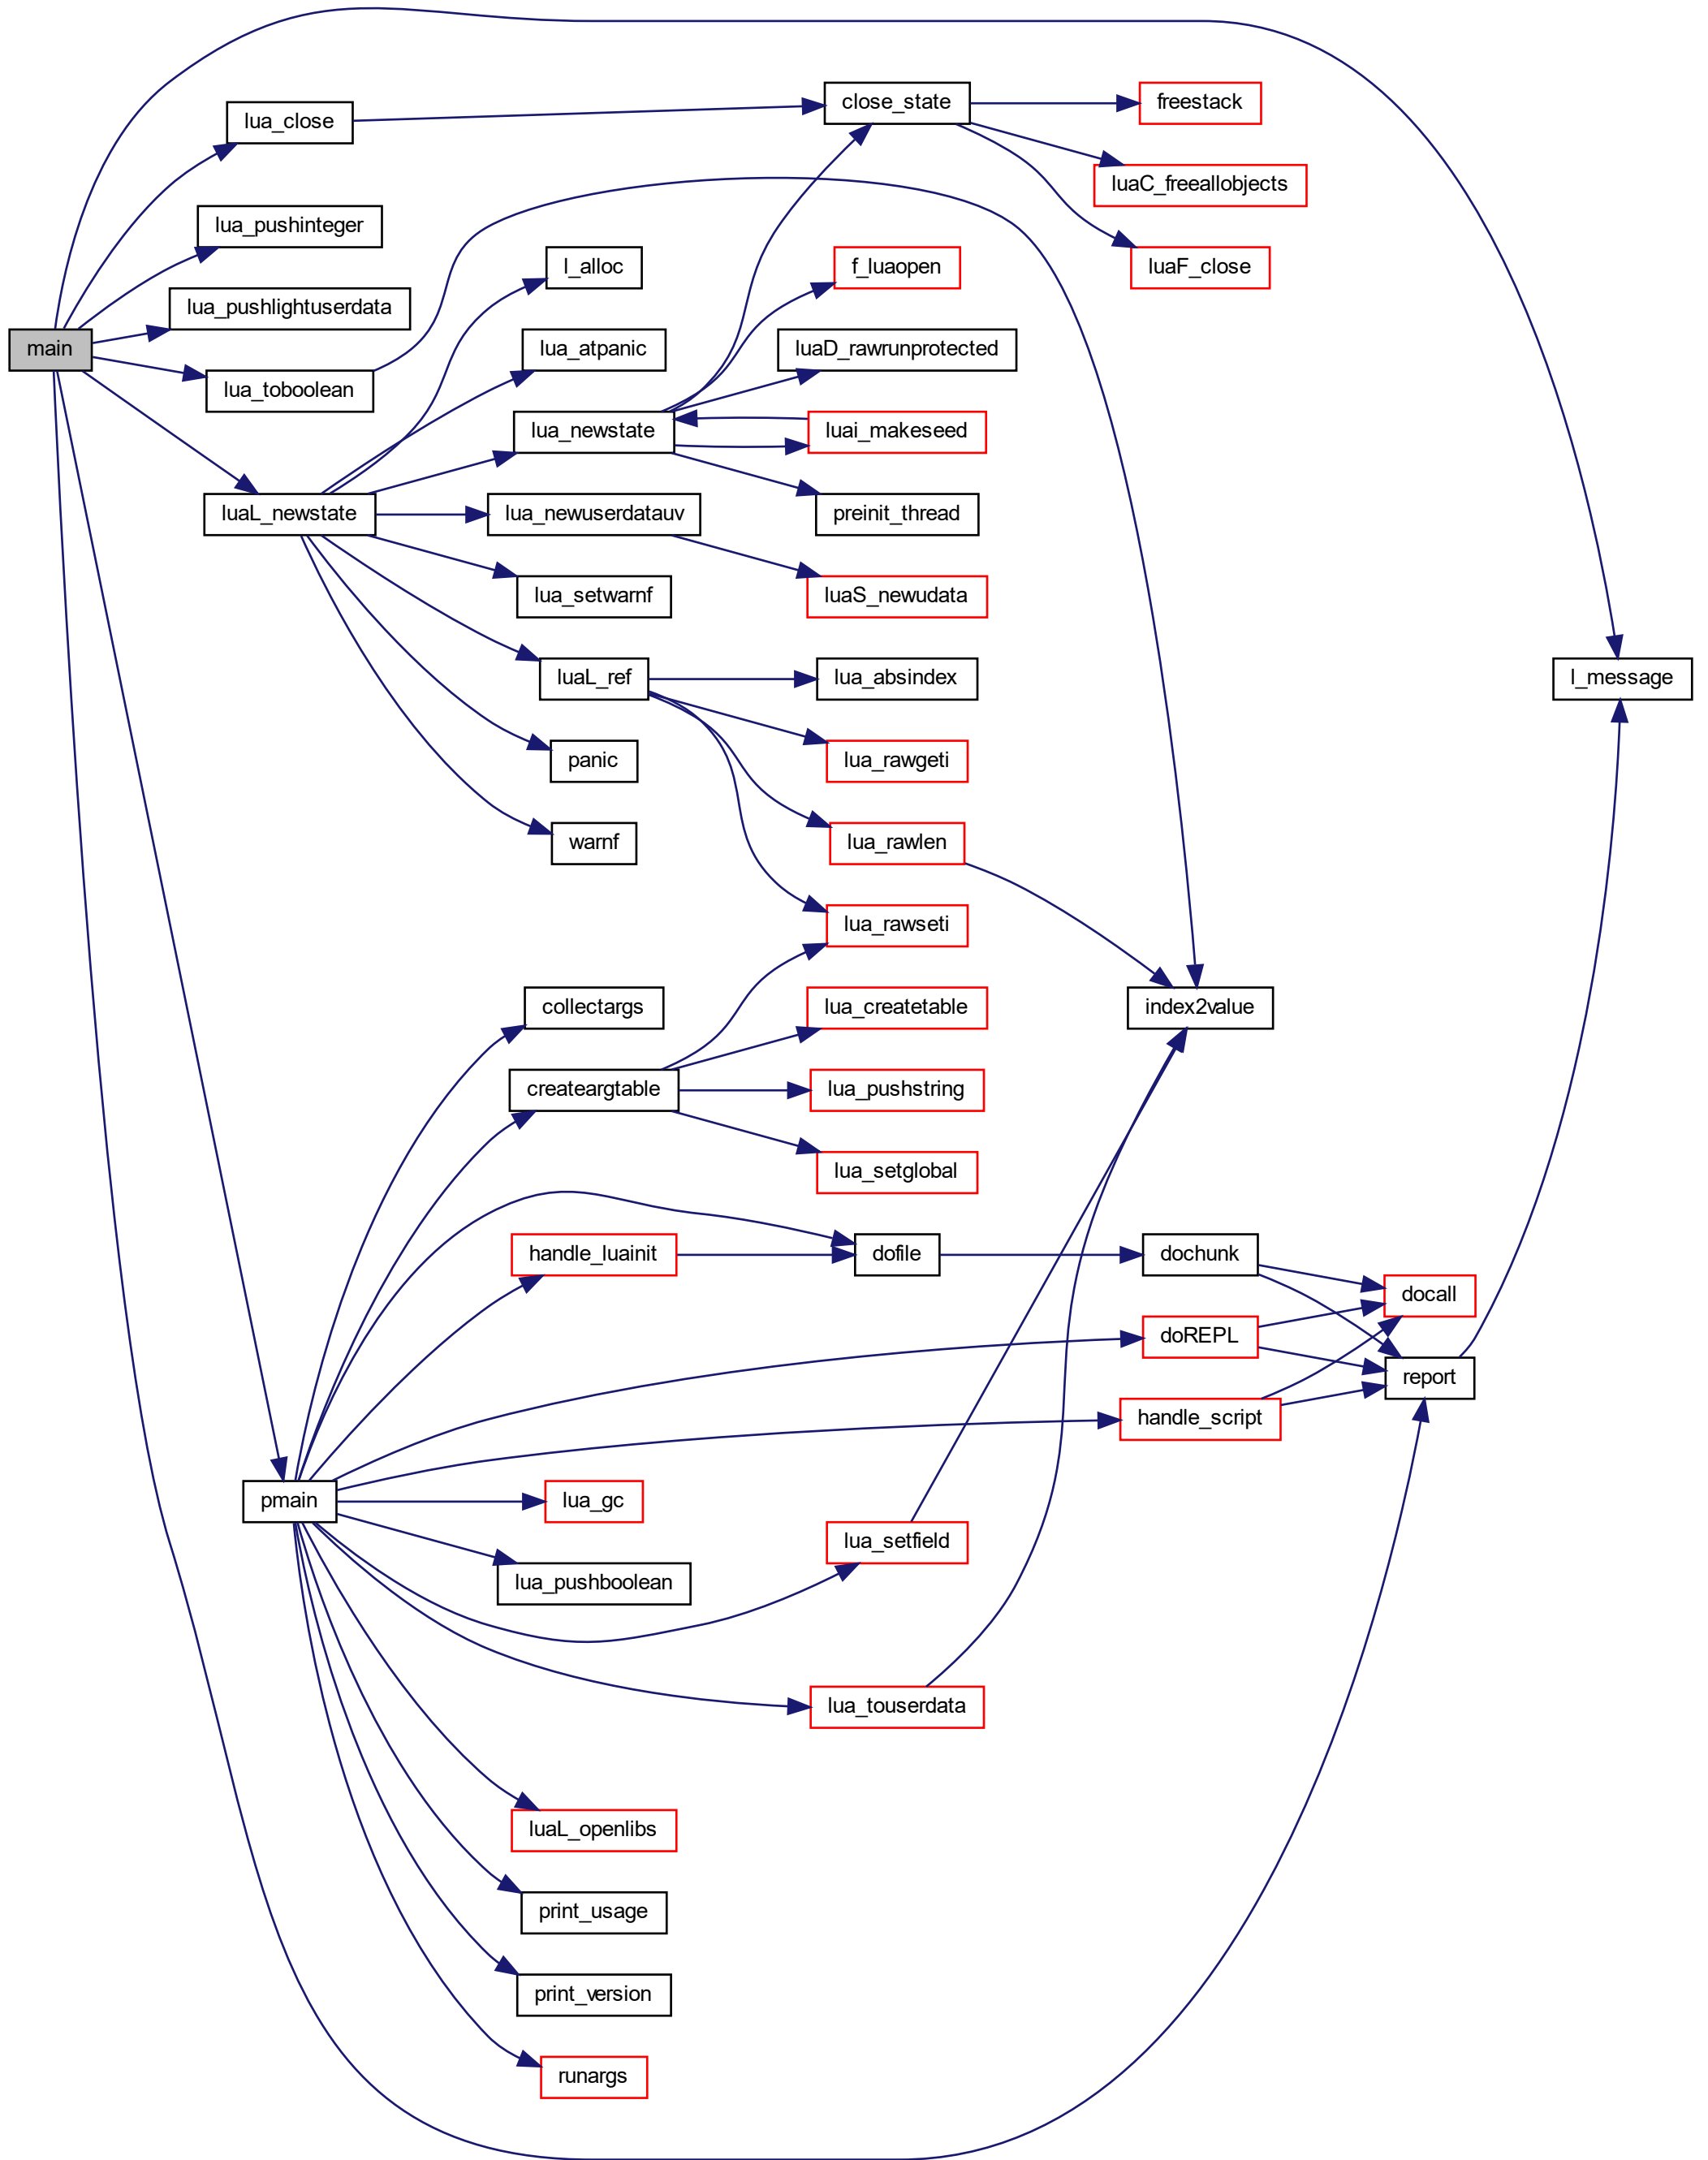 main
lua_close
lua_pushinteger
lua_pushlightuserdata
lua_toboolean
luaL_newstate
pmain
l_alloc
lua_atpanic
lua_newstate
lua_newuserdatauv
lua_setwarnf
luaL_ref
panic
warnf
collectargs
createargtable
handle_luainit
lua_gc
lua_pushboolean
luaL_openlibs
print_usage
print_version
runargs
close_state
f_luaopen
luaD_rawrunprotected
luai_makeseed
preinit_thread
luaS_newudata
lua_absindex
lua_rawgeti
lua_rawlen
lua_rawseti
lua_createtable
lua_pushstring
lua_setglobal
dofile
lua_setfield
lua_touserdata
freestack
luaC_freeallobjects
luaF_close
index2value
dochunk
doREPL
handle_script
docall
report
l_message